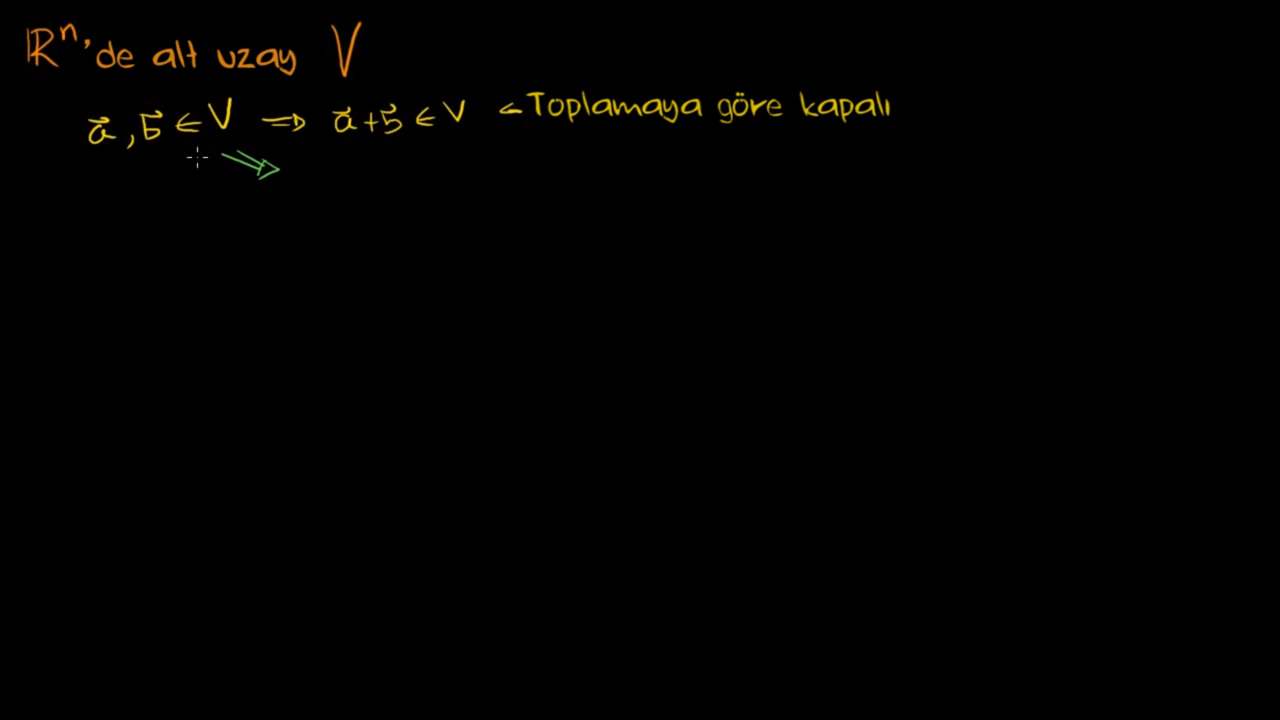 ℝⁿ'de alt uzay V
a⃗, b⃗ ∈ V ⇒ a⃗+b⃗ ∈ V ← Toplamaya göre kapalı
⇒